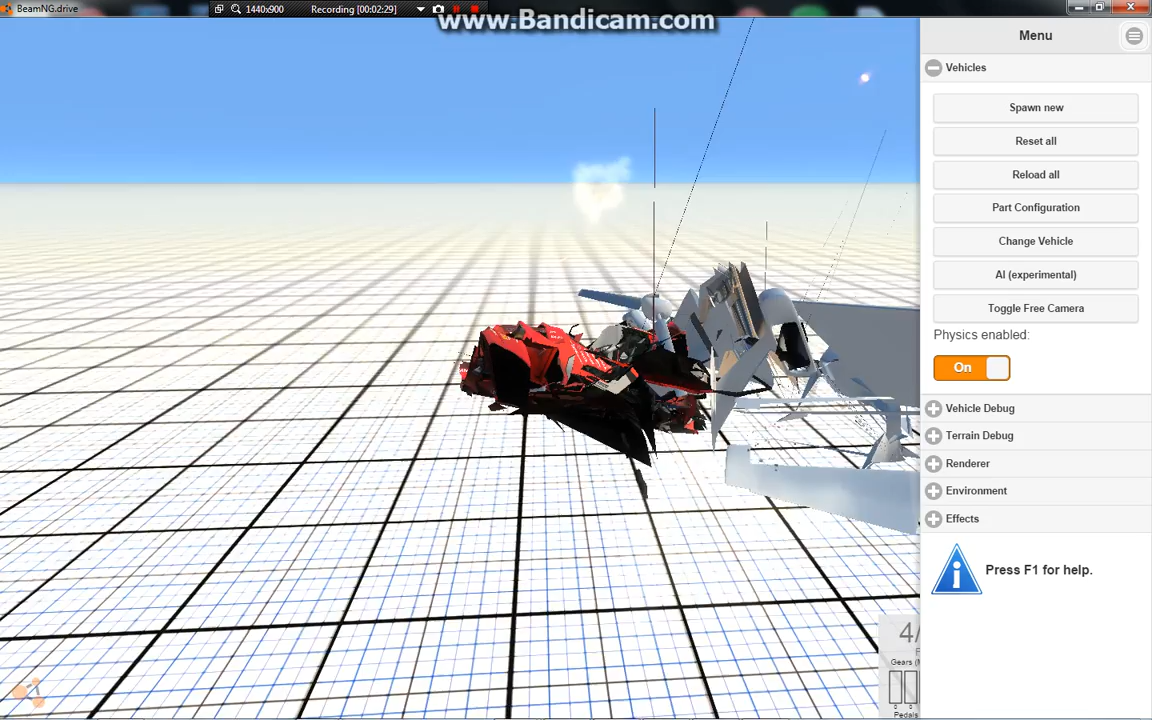 BeamNG.drive
1440x900
Recording [00:02:29]
www.Bandicam.com
Menu
Vehicles
Spawn new
Reset all
Reload all
Part Configuration
Change Vehicle
AI (experimental)
Toggle Free Camera
Physics enabled:
On
Vehicle Debug
Terrain Debug
Renderer
Environment
Effects
Press F1 for help.
4/
Gears (
Pedals